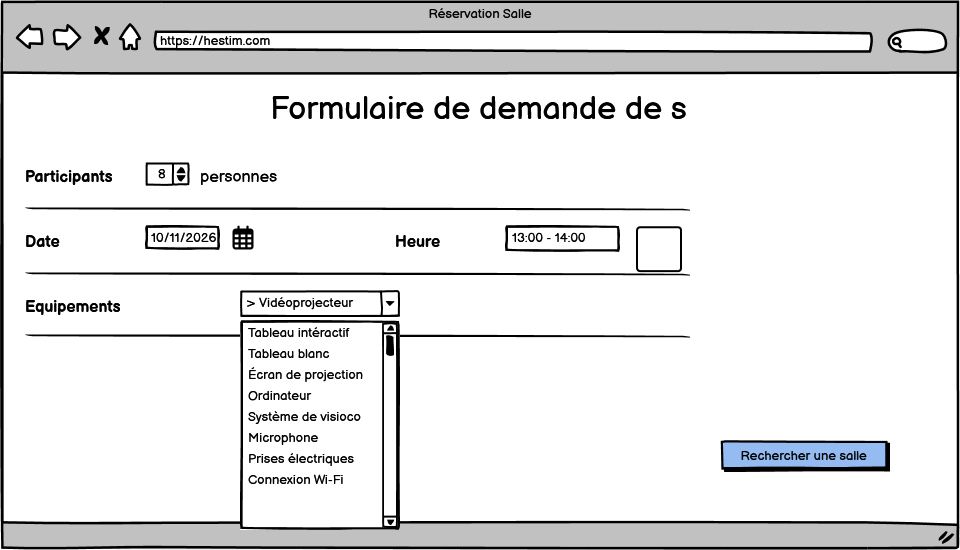 Réservation Salle
https://hestim.com
Formulaire de demande de s
Participants 8 personnes
Date 10/11/2026 Heure 13:00 - 14:00
Equipements > Vidéoprojecteur
Tableau intéractif
Tableau blanc
Écran de projection
Ordinateur
Système de visioco
Microphone
Prises électriques
Connexion Wi-Fi
Rechercher une salle